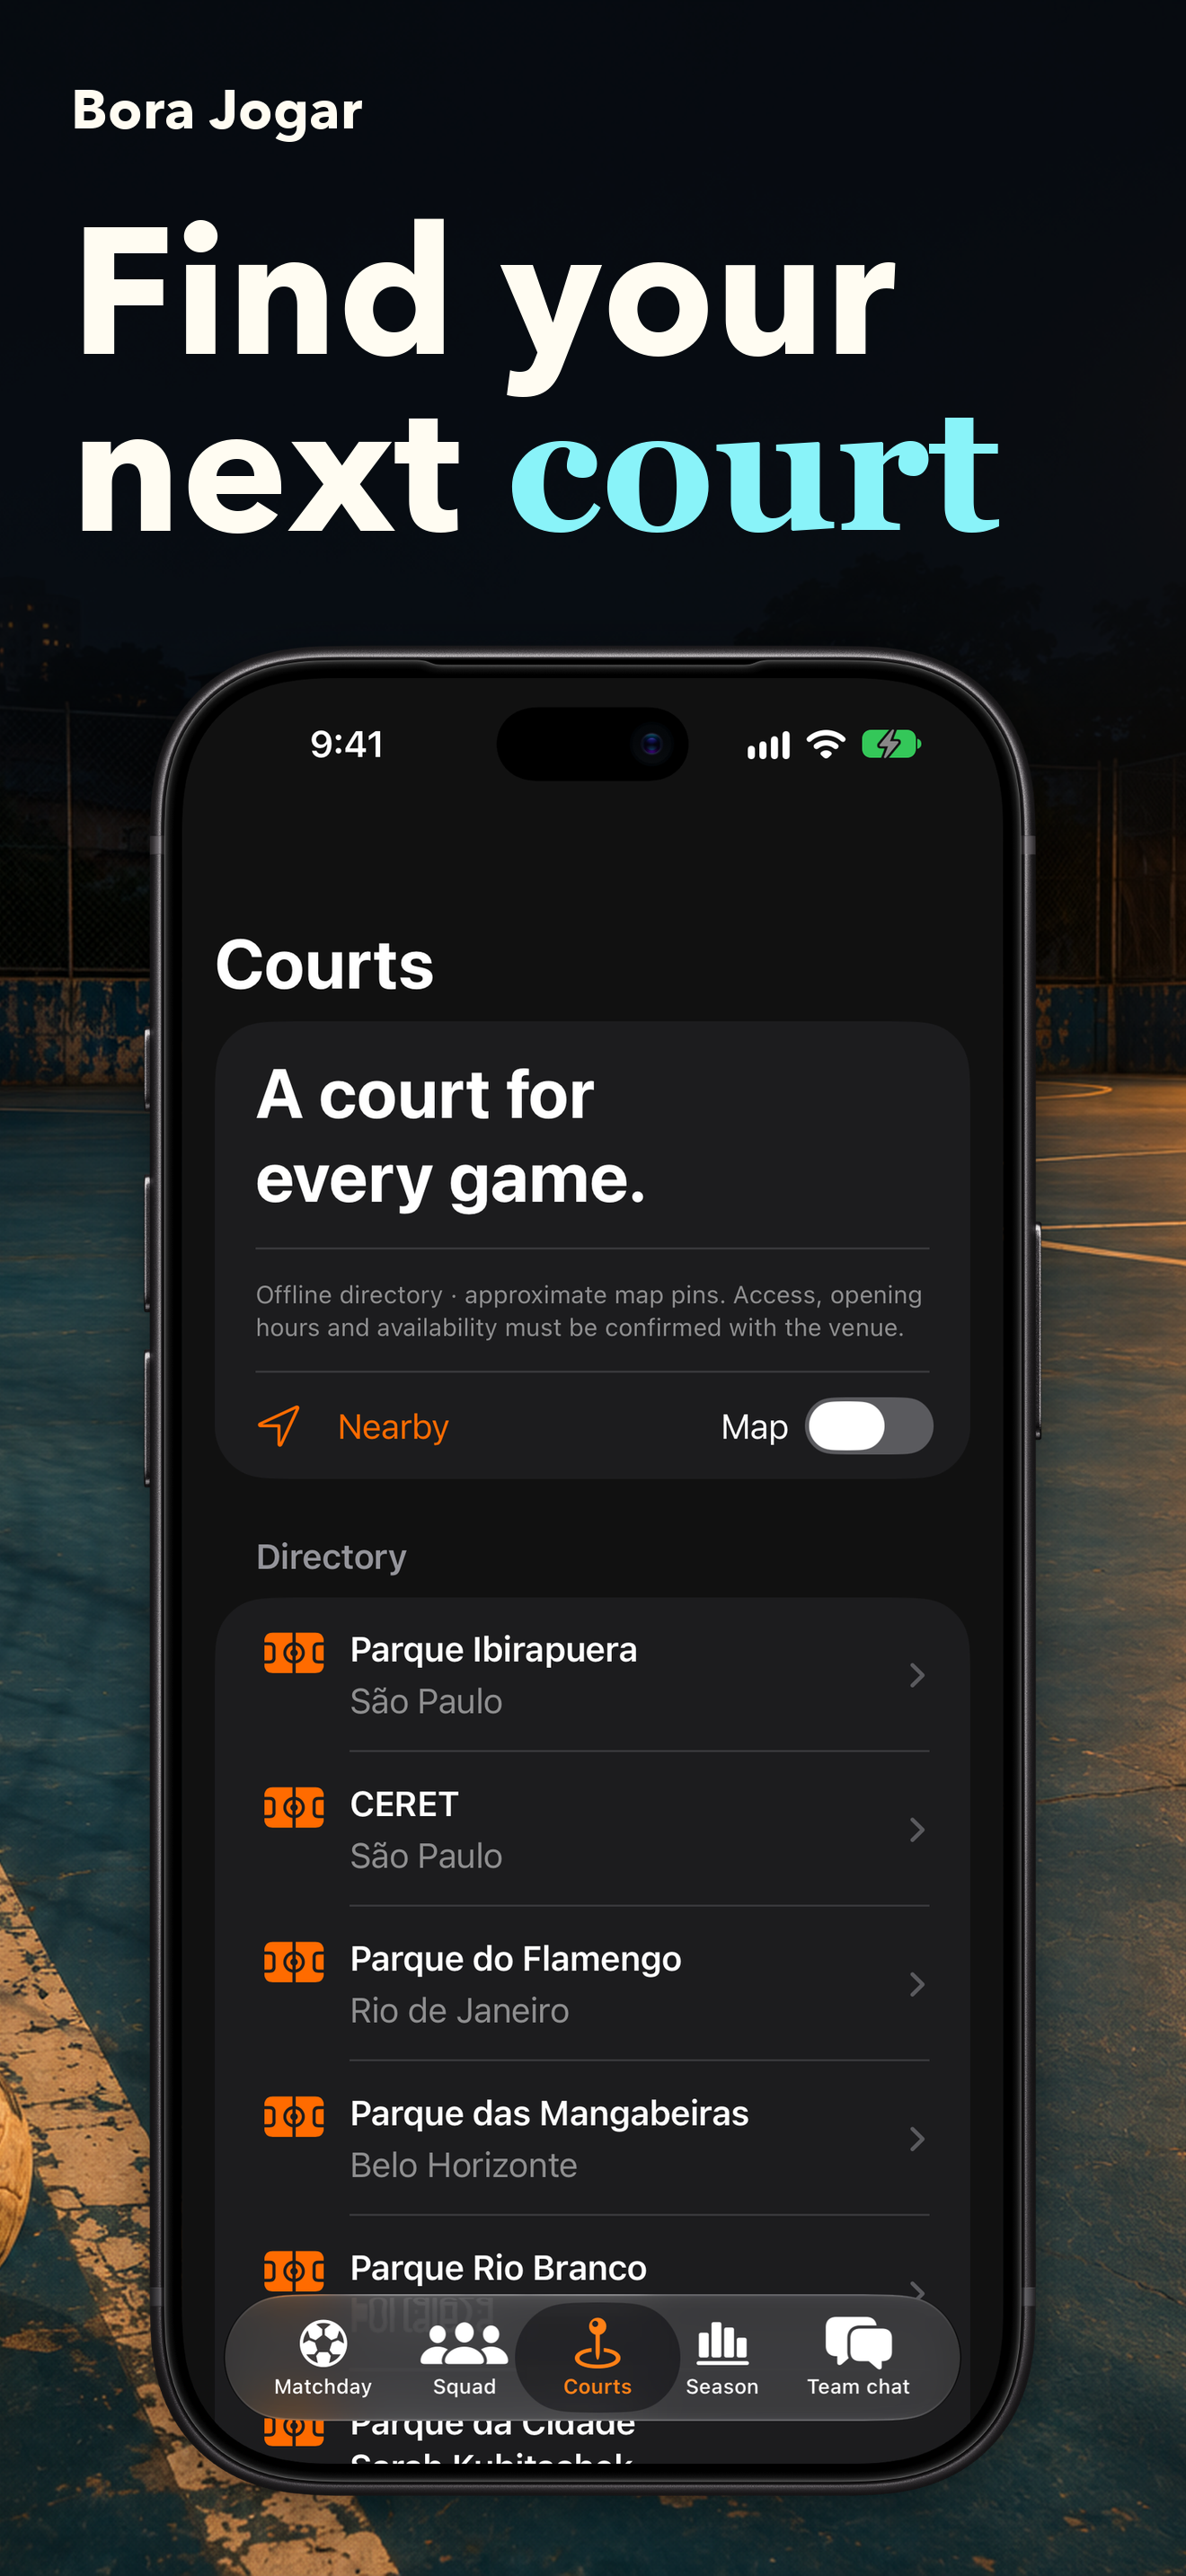 Bora Jogar
Find your
next court
9:41
Courts
A court for
every game.
Offline directory · approximate map pins. Access, opening
hours and availability must be confirmed with the venue.
Nearby
Map
Directory
Parque Ibirapuera
São Paulo
CERET
São Paulo
Parque do Flamengo
Rio de Janeiro
Parque das Mangabeiras
Belo Horizonte
Parque Rio Branco
Matchday
Squad
Courts
Season
Team chat
Parque da Cidade
Sarah Kubitschek